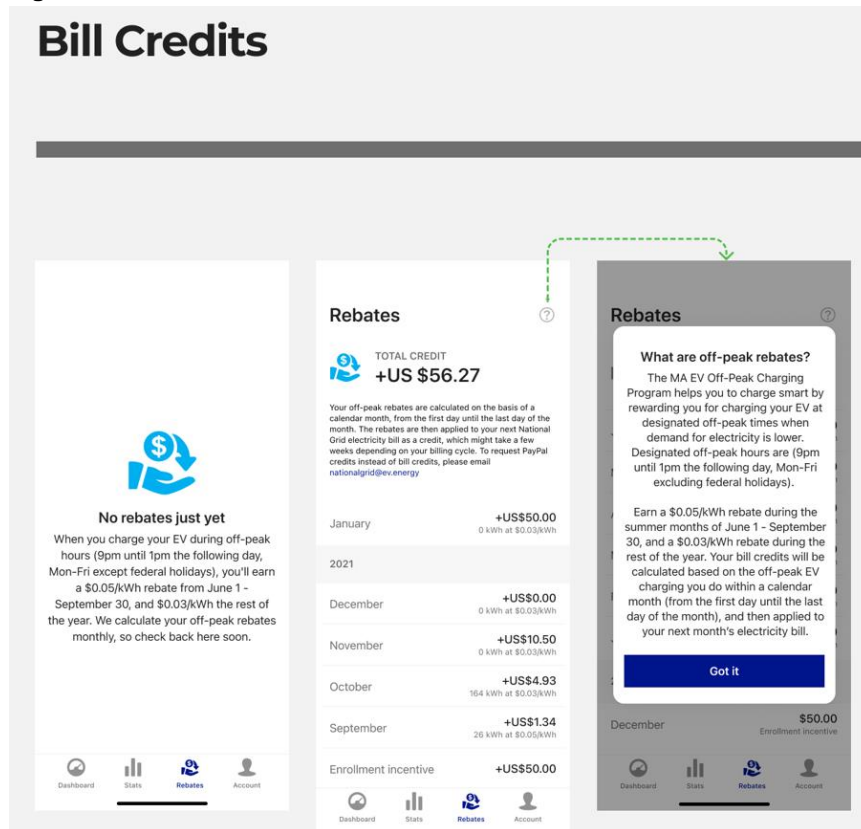 Bill Credits
No rebates just yet
When you charge your EV during off-peak
hours (9pm until 1pm the following day,
Mon-Fri except federal holidays), you'll earn
a $0.05/kWh rebate from June 1 -
September 30, and $0.03/kWh the rest of
the year. We calculate your off-peak rebates
monthly, so check back here soon.
Dashboard Stats Rebates Account
Rebates ?
$
TOTAL CREDIT
+US $56.27
Your off-peak rebates are calculated on the basis of a
calendar month, from the first day until the last day of the
month. The rebates are then applied to your next National
Grid electricity bill as a credit, which might take a few
weeks depending on your billing cycle. To request PayPal
credits instead of bill credits, please email
nationalgrid@ev.energy
January +US$50.00
0 kWh at $0.03/kWh
2021
December +US$0.00
0 kWh at $0.03/kWh
November +US$10.50
0 kWh at $0.03/kWh
October +US$4.93
164 kWh at $0.03/kWh
September +US$1.34
26 kWh at $0.05/kWh
Enrollment incentive +US$50.00
Dashboard Stats Rebates Account
Rebates ?
What are off-peak rebates?
The MA EV Off-Peak Charging
Program helps you to charge smart by
rewarding you for charging your EV at
designated off-peak times when
demand for electricity is lower.
Designated off-peak hours are (9pm
until 1pm the following day, Mon-Fri
excluding federal holidays).
Earn a $0.05/kWh rebate during the
summer months of June 1 - September
30, and a $0.03/kWh rebate during the
rest of the year. Your bill credits will be
calculated based on the off-peak EV
charging you do within a calendar
month (from the first day until the last
day of the month), and then applied to
your next month's electricity bill.
Got it
December $50.00
Enrollment incentive
Dashboard Stats Rebates Account